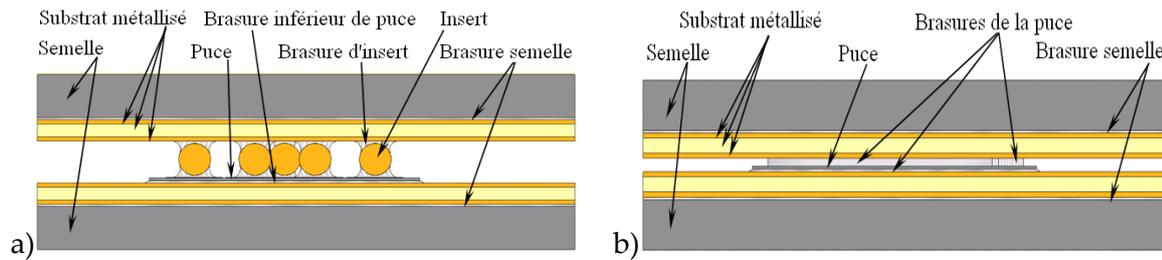 Substrat métallisé
Brasure inférieur de puce
Insert
Semelle
Puce
Brasure d'insert
Brasure semelle
a)
Substrat métallisé
Brasures de la puce
Semelle
Puce
Brasure semelle
b)